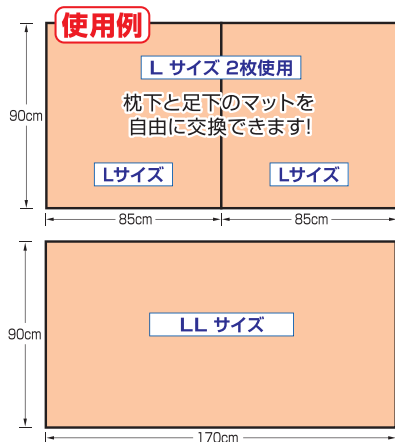 使用例
L サイズ 2枚使用
枕下と足下のマットを
自由に交換できます!
90cm
Lサイズ
Lサイズ
85cm
85cm
90cm
LL サイズ
170cm